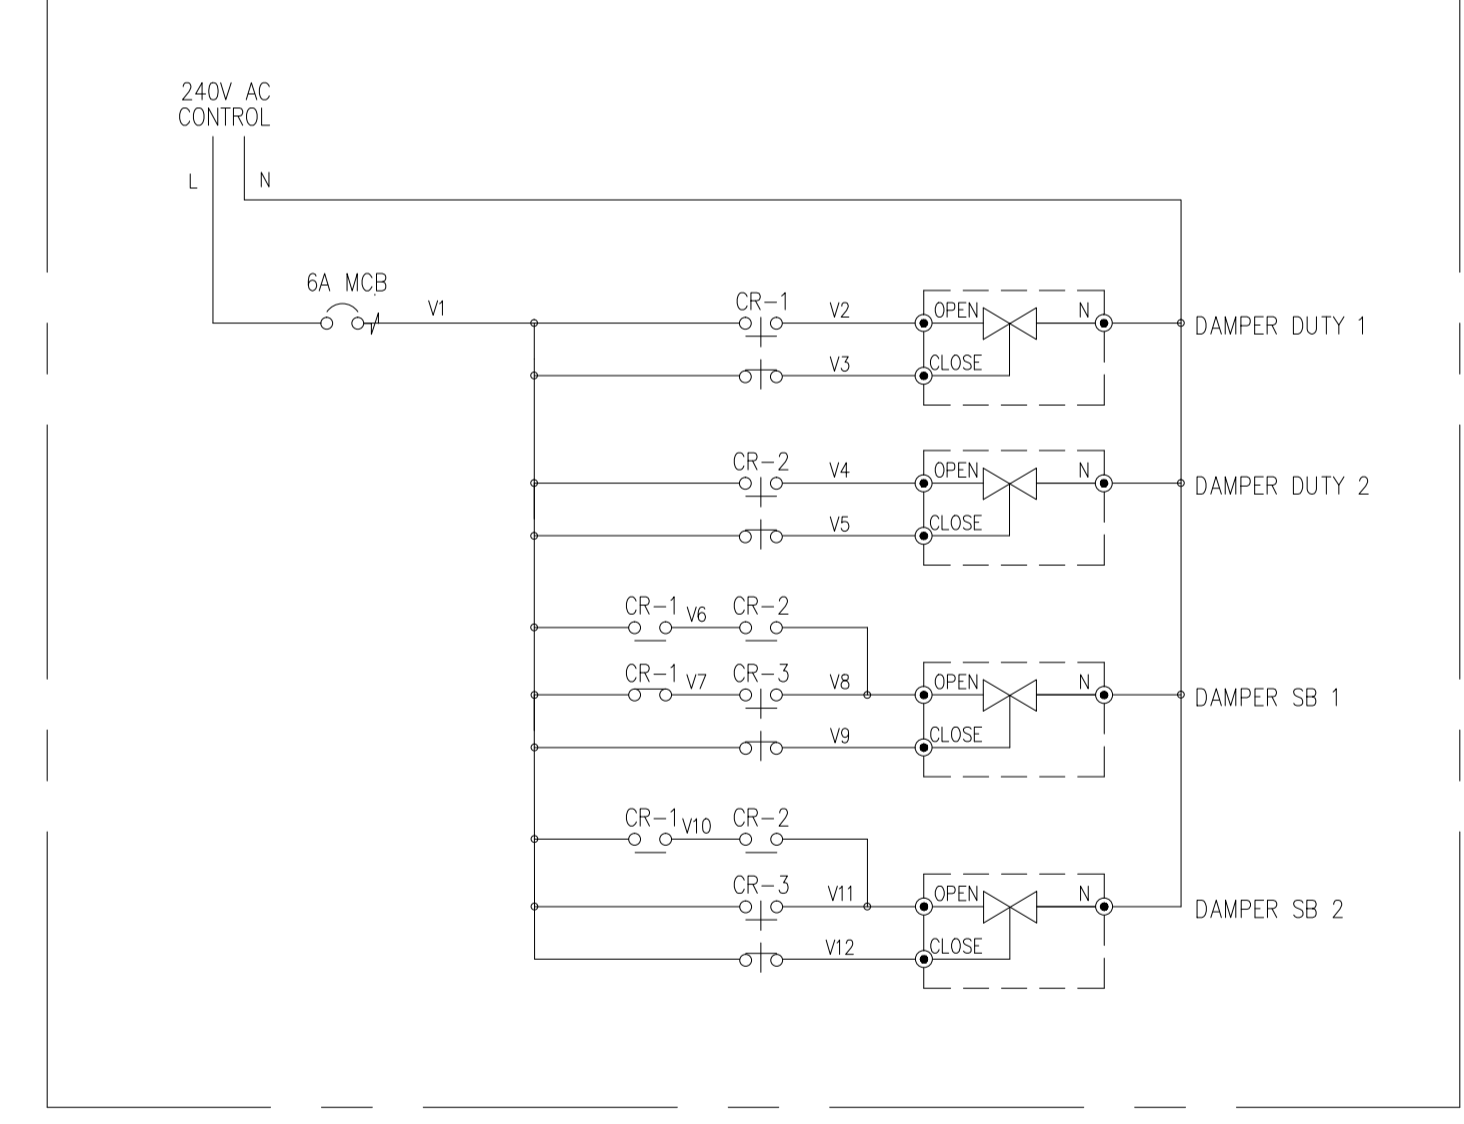 240V AC
CONTROL
L
N
6A MCB
V1
CR-1
V2
OPEN
N
DAMPER DUTY 1
V3
CLOSE
CR-2
V4
OPEN
N
DAMPER DUTY 2
V5
CLOSE
CR-1
V6
CR-2
CR-1
V7
CR-3
V8
OPEN
N
DAMPER SB 1
V9
CLOSE
CR-1
V10
CR-2
CR-3
V11
OPEN
N
DAMPER SB 2
V12
CLOSE